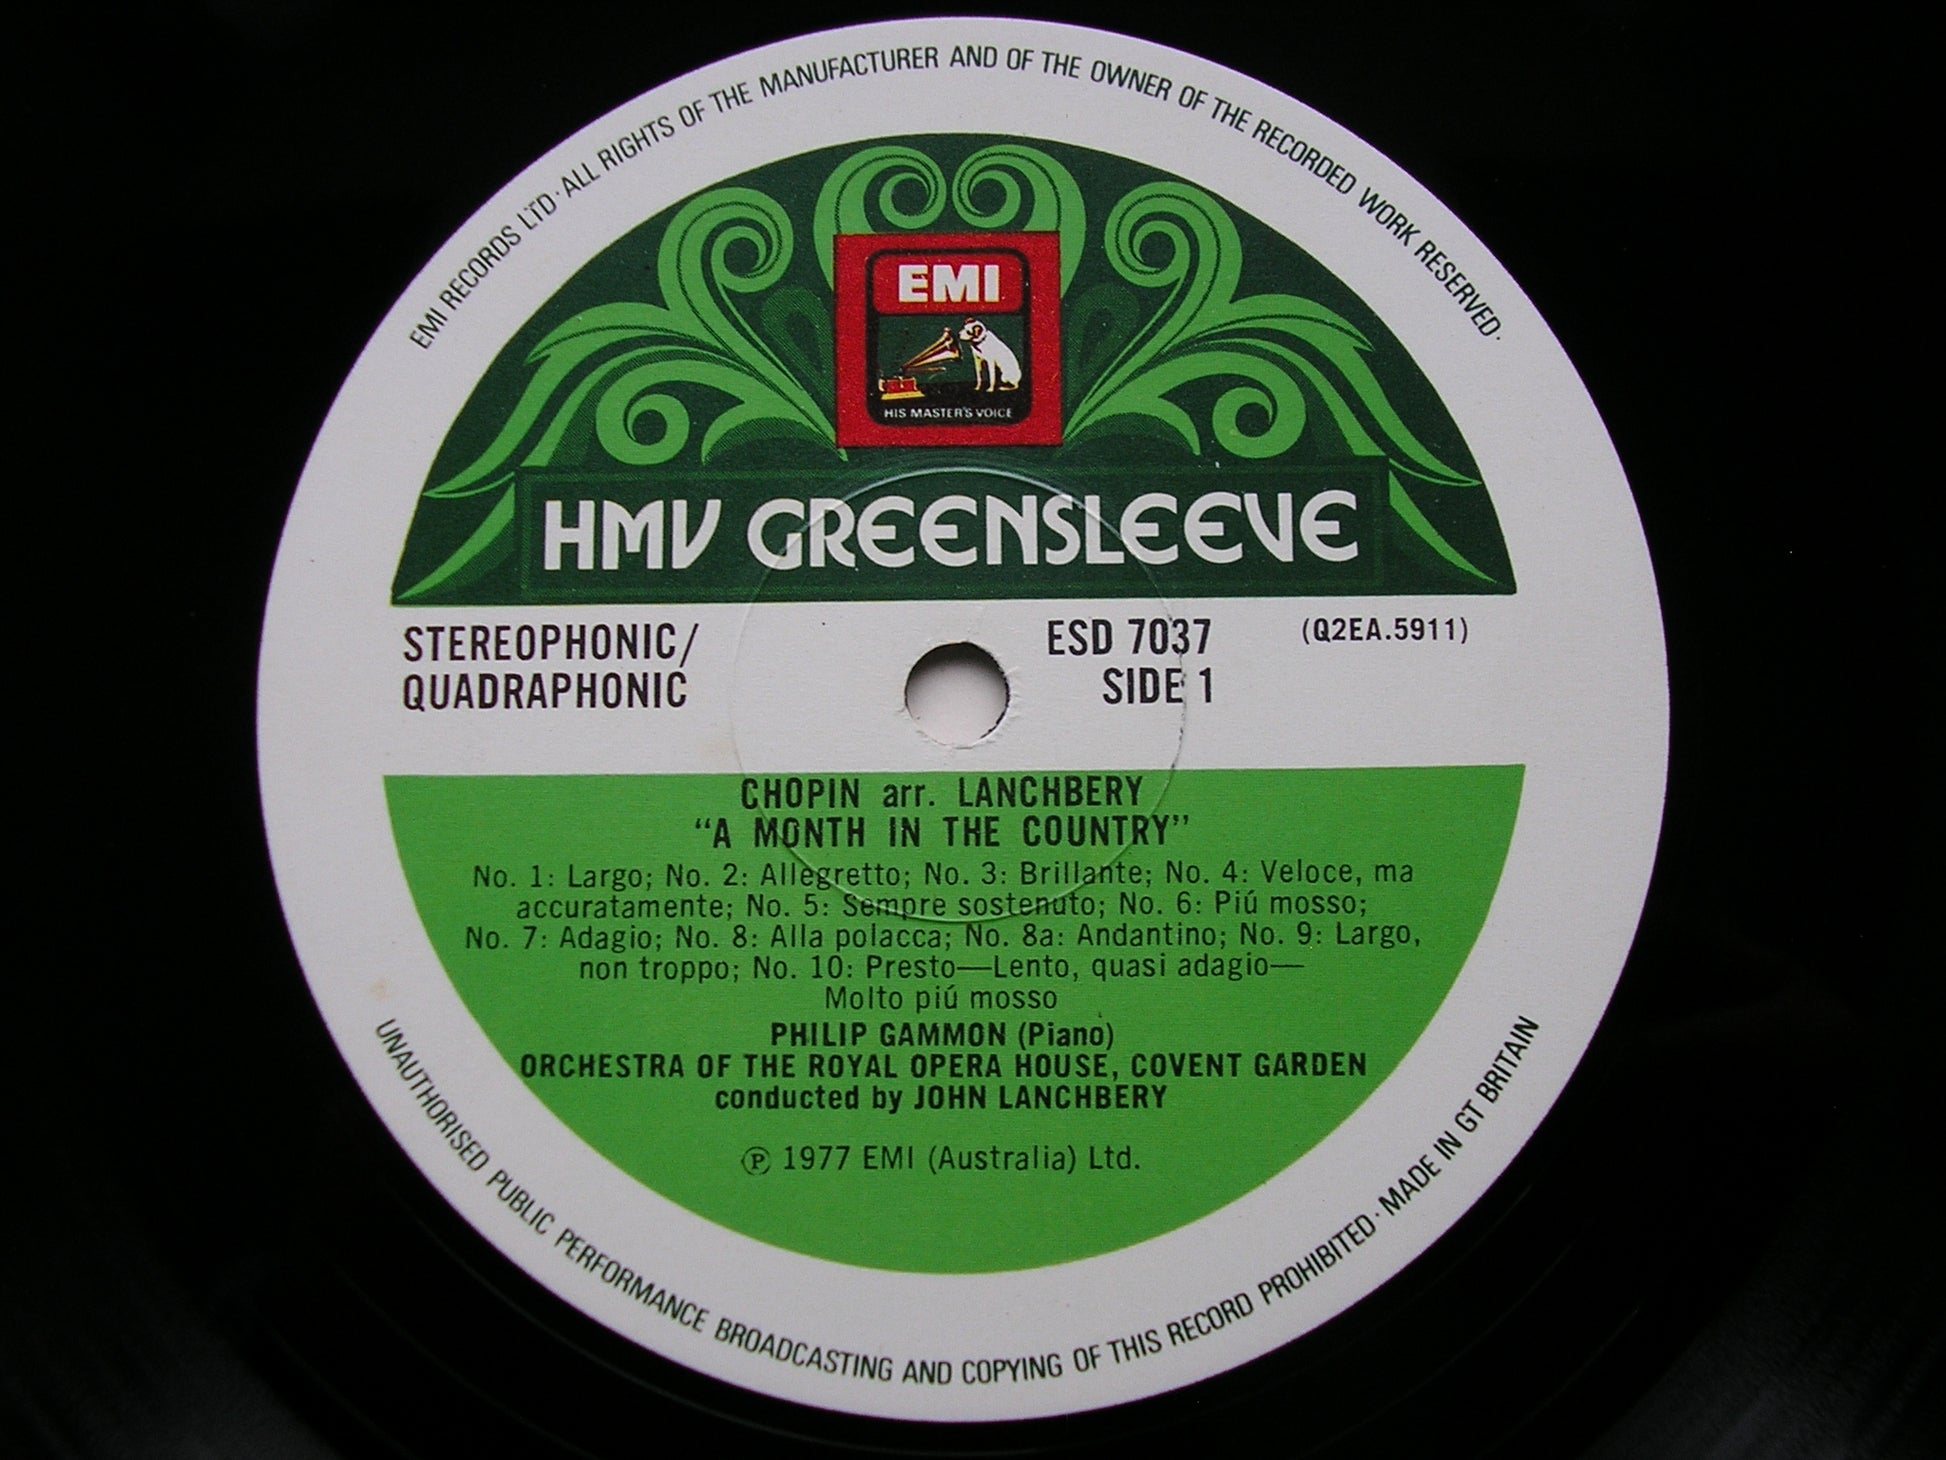 EMI RECORDS LTD · ALL RIGHTS OF THE MANUFACTURER AND OF THE OWNER OF THE RECORDED WORK RESERVED ·
EMI
HIS MASTER'S VOICE
HMV GREENSLEEVE
STEREOPHONIC/
QUADRAPHONIC
ESD 7037
SIDE 1
(Q2EA.5911)
CHOPIN arr. LANCHBERY
"A MONTH IN THE COUNTRY"
No. 1: Largo; No. 2: Allegretto; No. 3: Brillante; No. 4: Veloce, ma
accuratamente; No. 5: Sempre sostenuto; No. 6: Piú mosso;
No. 7: Adagio; No. 8: Alla polacca; No. 8a: Andantino; No. 9: Largo,
non troppo; No. 10: Presto—Lento, quasi adagio—
Molto piú mosso
PHILIP GAMMON (Piano)
ORCHESTRA OF THE ROYAL OPERA HOUSE, COVENT GARDEN
conducted by JOHN LANCHBERY
℗ 1977 EMI (Australia) Ltd.
UNAUTHORISED PUBLIC PERFORMANCE BROADCASTING AND COPYING OF THIS RECORD PROHIBITED · MADE IN GT BRITAIN